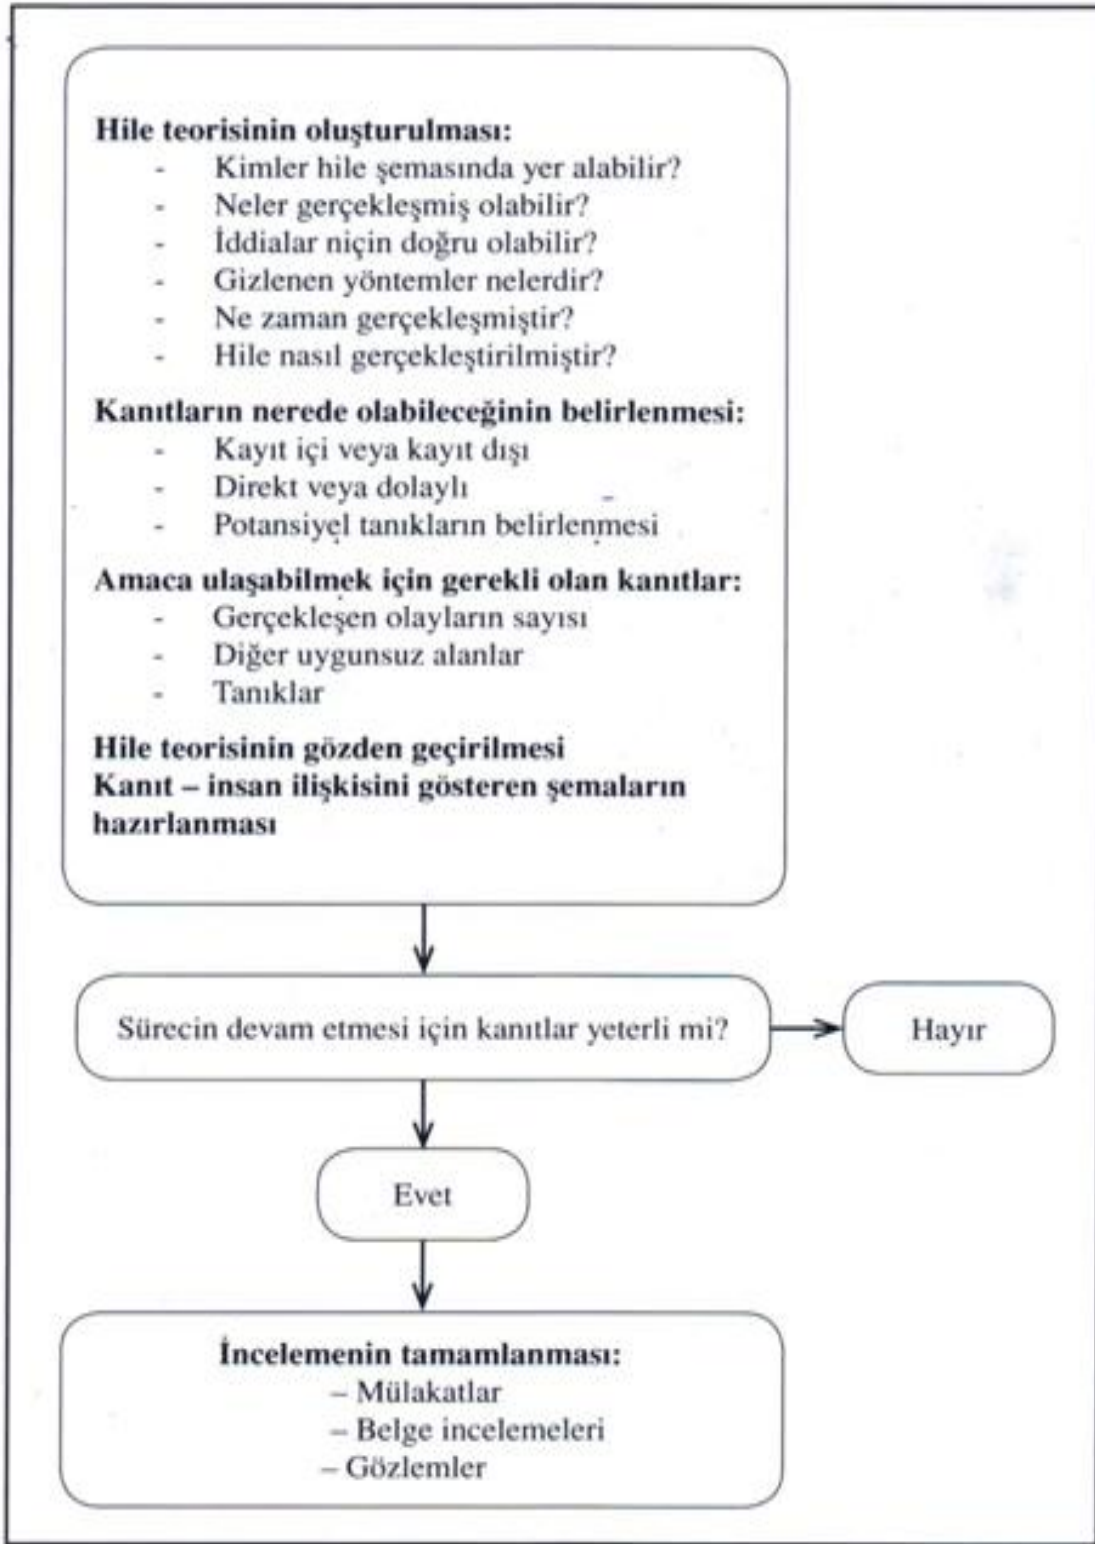 Hile teorisinin oluşturulması:
- Kimler hile şemasında yer alabilir?
- Neler gerçekleşmiş olabilir?
- İddialar niçin doğru olabilir?
- Gizlenen yöntemler nelerdir?
- Ne zaman gerçekleşmiştir?
- Hile nasıl gerçekleştirilmiştir?
Kanıtların nerede olabileceğinin belirlenmesi:
- Kayıt içi veya kayıt dışı
- Direkt veya dolaylı
- Potansiyel tanıkların belirlenmesi
Amaca ulaşabilmek için gerekli olan kanıtlar:
- Gerçekleşen olayların sayısı
- Diğer uygunsuz alanlar
- Tanıklar
Hile teorisinin gözden geçirilmesi
Kanıt – insan ilişkisini gösteren şemaların
hazırlanması
Sürecin devam etmesi için kanıtlar yeterli mi?
Hayır
Evet
İncelemenin tamamlanması:
– Mülakatlar
– Belge incelemeleri
– Gözlemler